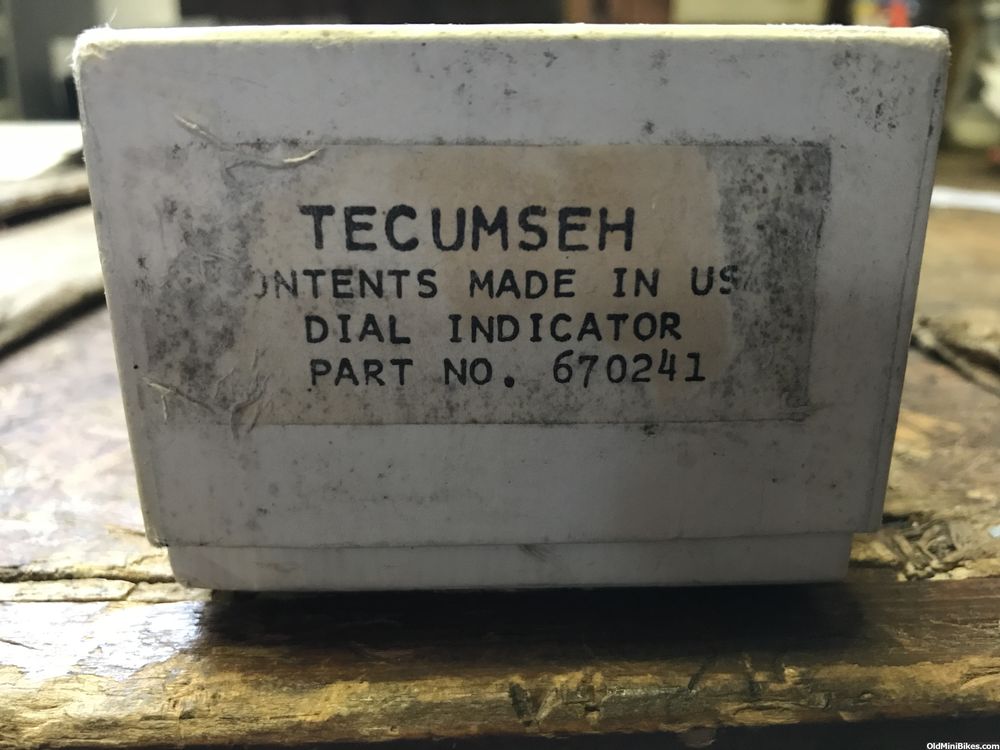 TECUMSEH
ONTENTS MADE IN US
DIAL INDICATOR
PART NO. 670241
OldMiniBikes.com